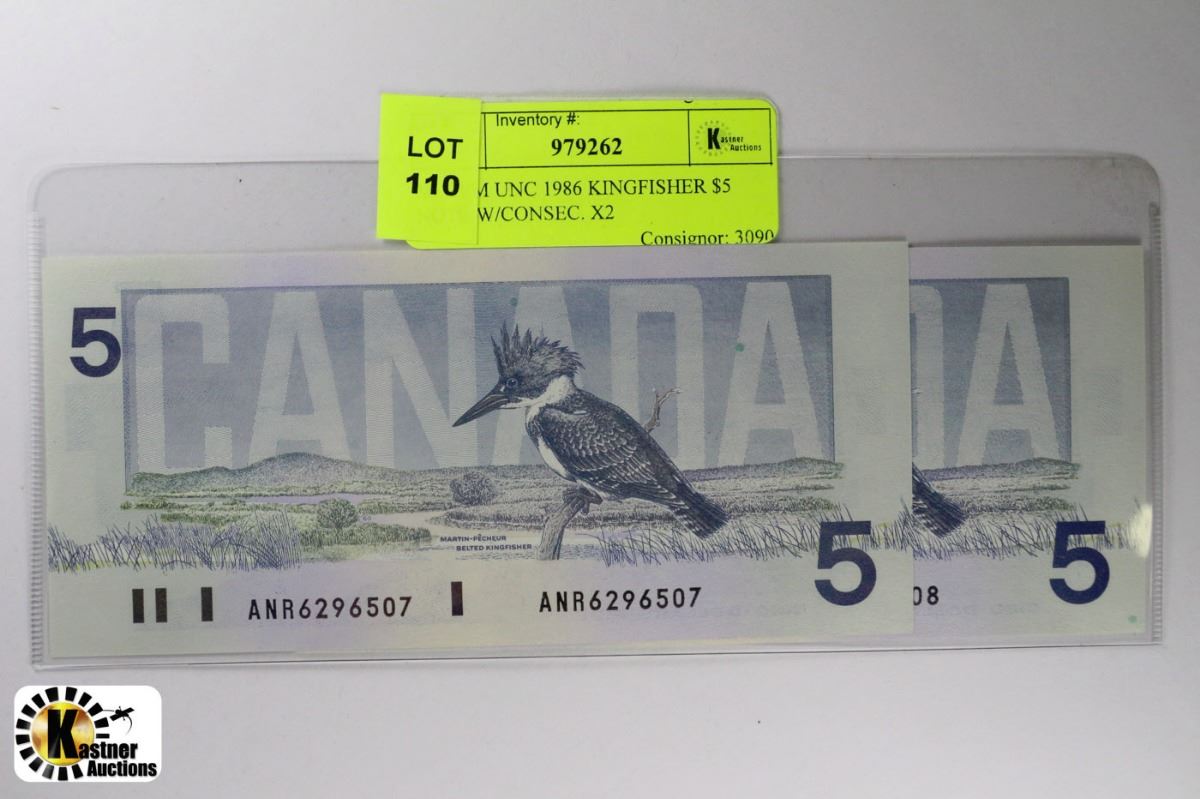 LOT
110
Inventory #:
979262
Kastner
Auctions
M UNC 1986 KINGFISHER $5
W/CONSEC. X2
Consignor: 3090
5
CANADA
DA
MARTIN-PÊCHEUR
BELTED KINGFISHER
5
5
ANR6296507
ANR6296507
08
Kastner
Auctions